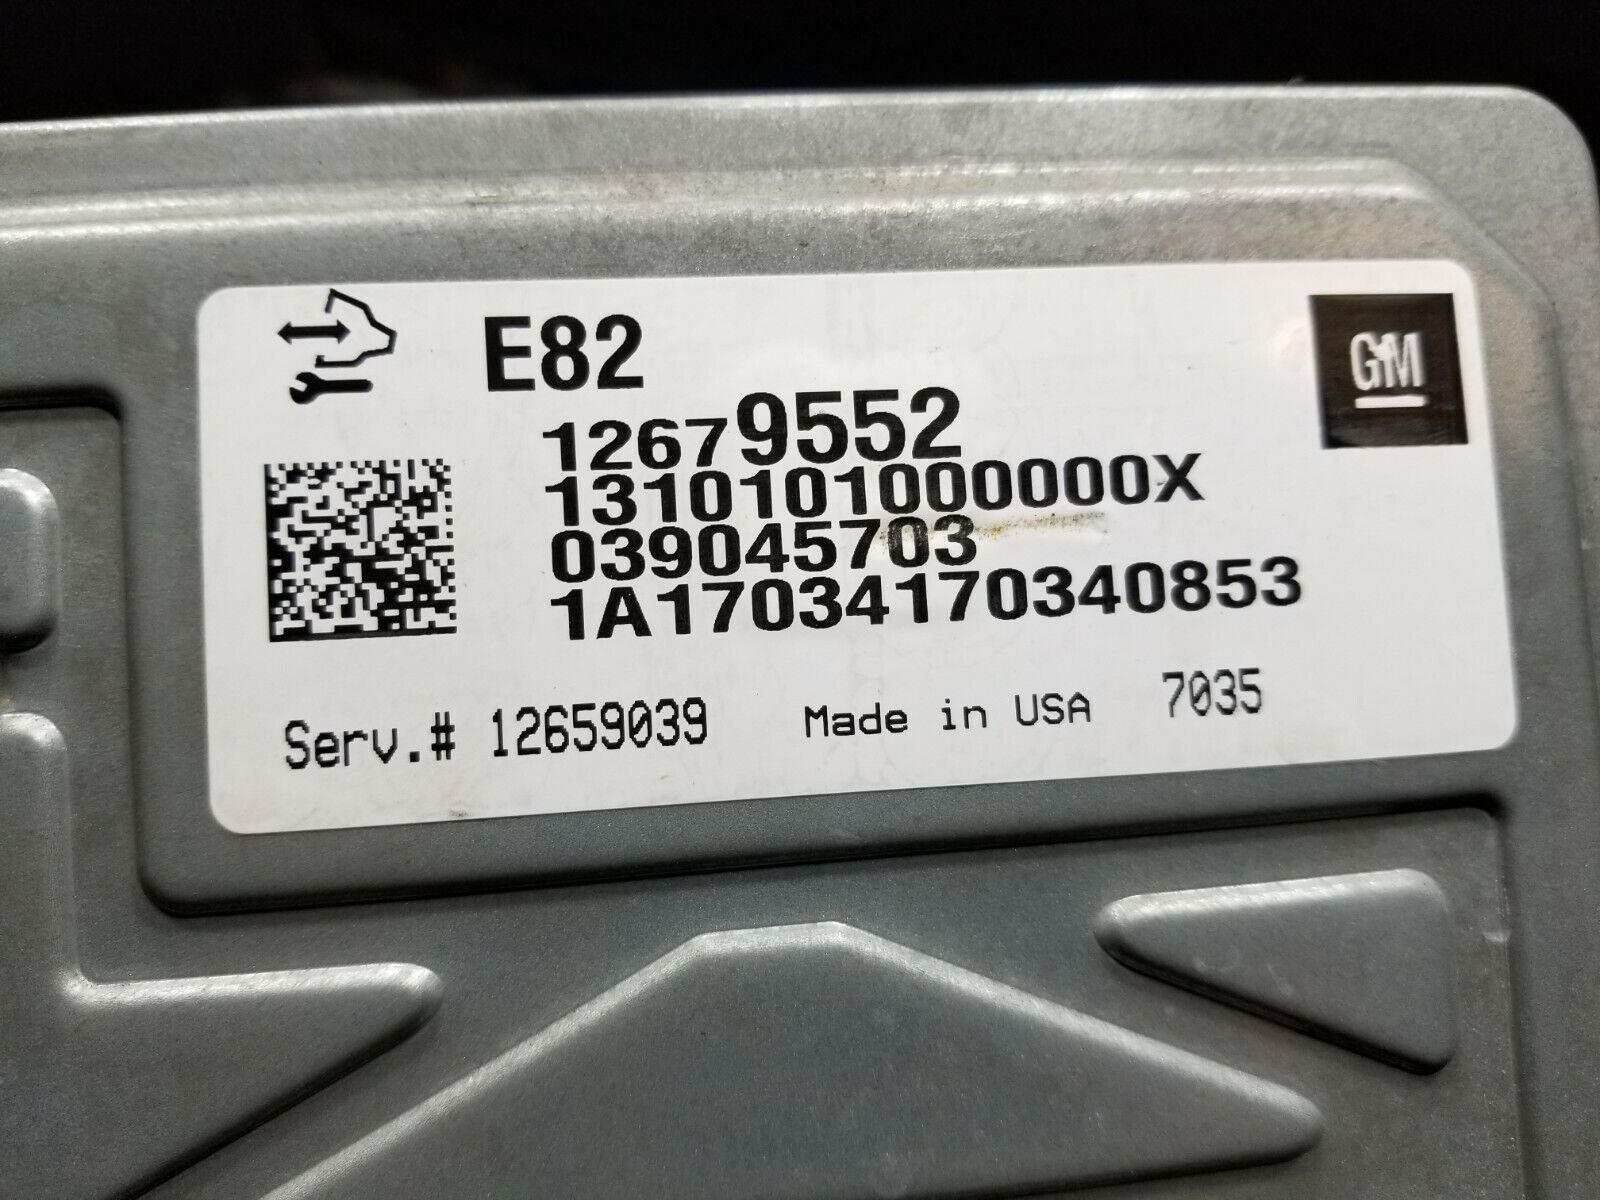 E82
GM
12679552
1310101000000X
039045703
1A17034170340853
Serv.# 12659039 Made in USA 7035